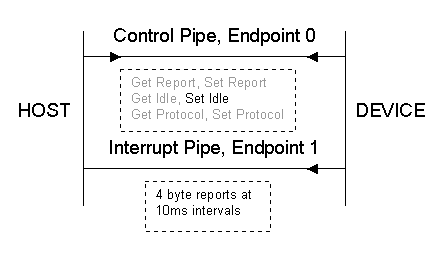 Control Pipe, Endpoint 0
Get Report, Set Report
Get Idle, Set Idle
Get Protocol, Set Protocol
HOST
DEVICE
Interrupt Pipe, Endpoint 1
4 byte reports at
10ms intervals